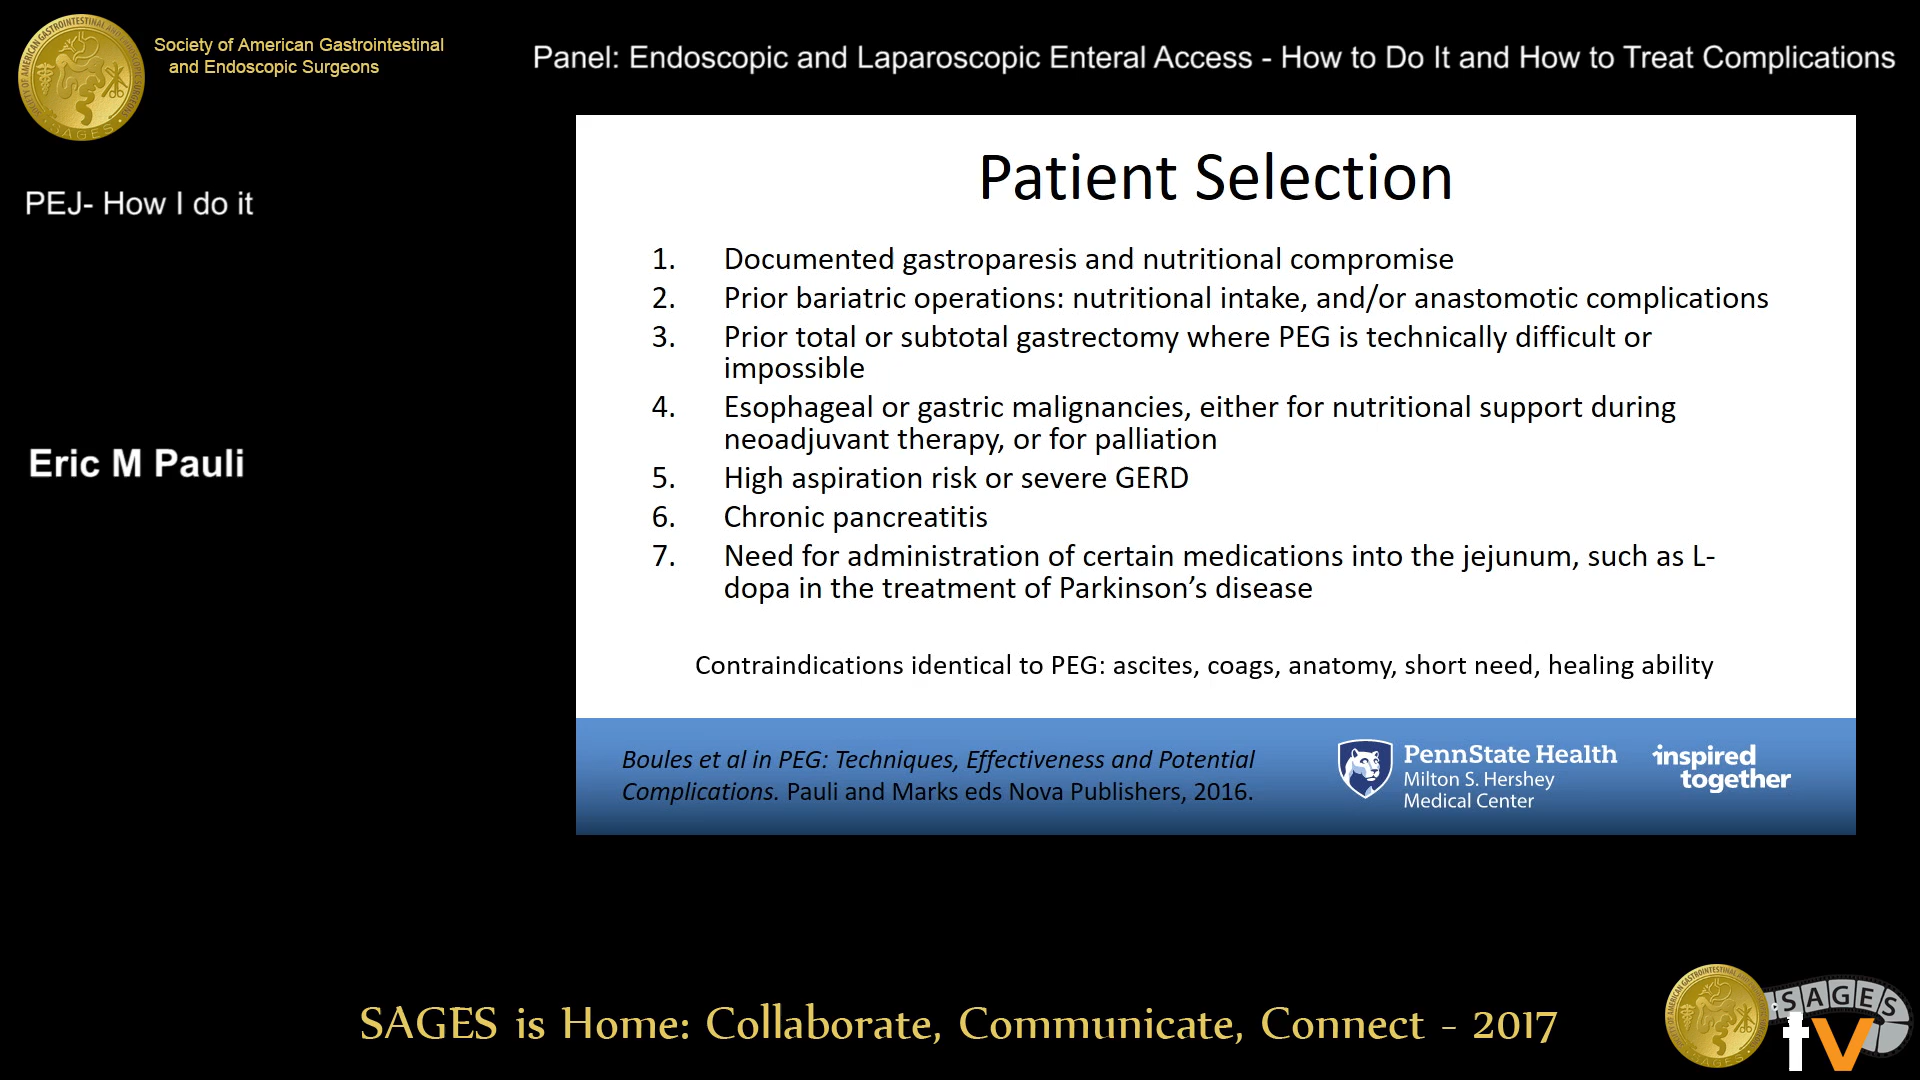 Society of American Gastrointestinal
and Endoscopic Surgeons
Panel: Endoscopic and Laparoscopic Enteral Access - How to Do It and How to Treat Complications
PEJ- How I do it
Eric M Pauli
Patient Selection
1. Documented gastroparesis and nutritional compromise
2. Prior bariatric operations: nutritional intake, and/or anastomotic complications
3. Prior total or subtotal gastrectomy where PEG is technically difficult or
impossible
4. Esophageal or gastric malignancies, either for nutritional support during
neoadjuvant therapy, or for palliation
5. High aspiration risk or severe GERD
6. Chronic pancreatitis
7. Need for administration of certain medications into the jejunum, such as L-
dopa in the treatment of Parkinson’s disease
Contraindications identical to PEG: ascites, coags, anatomy, short need, healing ability
Boules et al in PEG: Techniques, Effectiveness and Potential
Complications. Pauli and Marks eds Nova Publishers, 2016.
PennState Health
Milton S. Hershey
Medical Center
inspired
together
SAGES is Home: Collaborate, Communicate, Connect - 2017
SAGES
tv